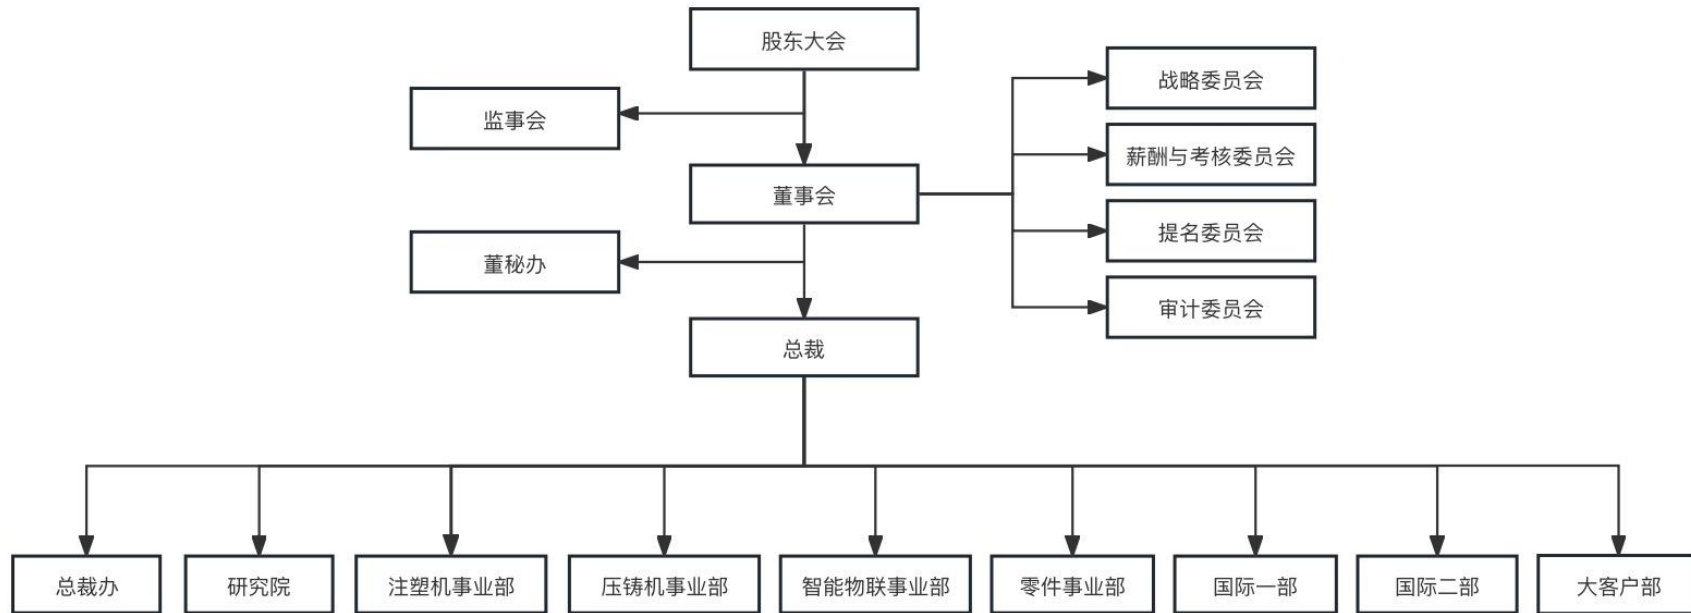 股东大会
战略委员会
监事会
薪酬与考核委员会
董事会
提名委员会
董秘办
审计委员会
总裁
总裁办
研究院
注塑机事业部
压铸机事业部
智能物联事业部
零件事业部
国际一部
国际二部
大客户部